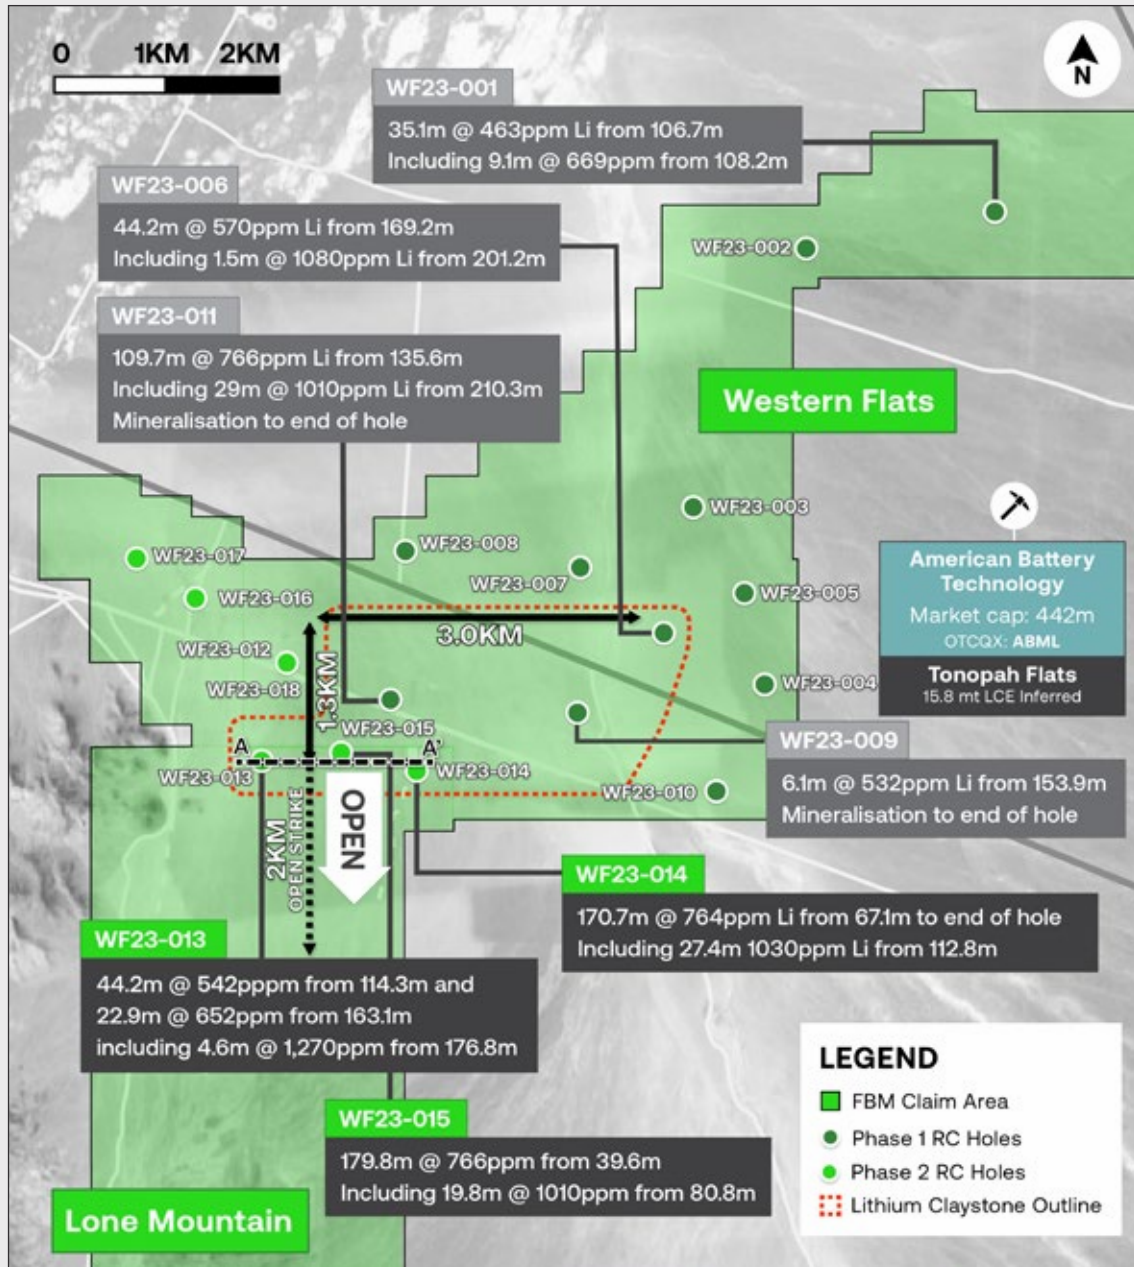 0 1KM 2KM
N
WF23-001
35.1m @ 463ppm Li from 106.7m
Including 9.1m @ 669ppm from 108.2m
WF23-006
44.2m @ 570ppm Li from 169.2m
Including 1.5m @ 1080ppm Li from 201.2m
WF23-002
WF23-011
109.7m @ 766ppm Li from 135.6m
Including 29m @ 1010ppm Li from 210.3m
Mineralisation to end of hole
Western Flats
WF23-003
WF23-008
WF23-017
WF23-007
WF23-005
WF23-016
American Battery
Technology
Market cap: 442m
OTCQX: ABML
Tonopah Flats
15.8 mt LCE Inferred
3.0KM
WF23-012
WF23-018
1.3KM
WF23-004
WF23-015
A A'
WF23-013
WF23-014
WF23-010
WF23-009
6.1m @ 532ppm Li from 153.9m
Mineralisation to end of hole
2KM
OPEN STRIKE
OPEN
WF23-014
170.7m @ 764ppm Li from 67.1m to end of hole
Including 27.4m 1030ppm Li from 112.8m
WF23-013
44.2m @ 542pppm from 114.3m and
22.9m @ 652ppm from 163.1m
including 4.6m @ 1,270ppm from 176.8m
WF23-015
179.8m @ 766ppm from 39.6m
Including 19.8m @ 1010ppm from 80.8m
Lone Mountain
LEGEND
FBM Claim Area
Phase 1 RC Holes
Phase 2 RC Holes
Lithium Claystone Outline